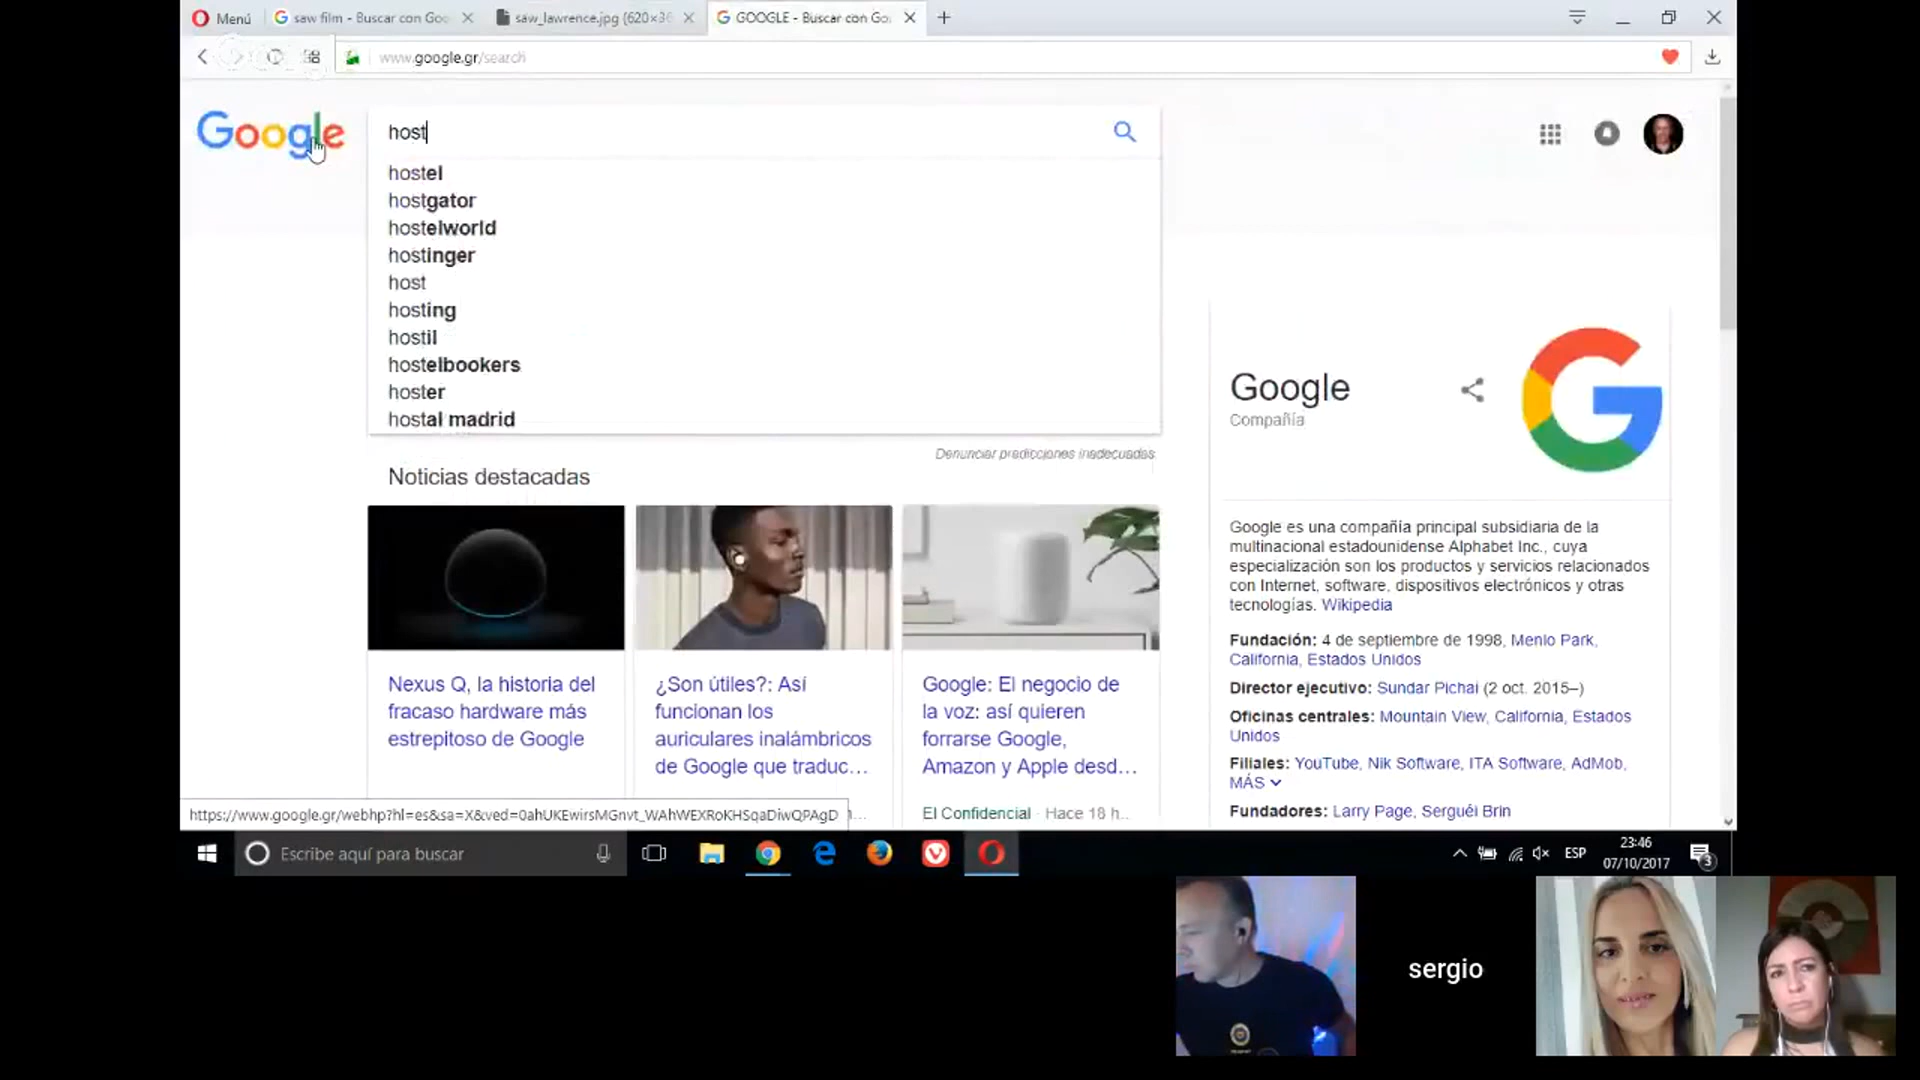 Menú
saw film - Buscar con Goo
saw_lawrence.jpg (620×36
GOOGLE - Buscar con Go
www.google.gr/search
Google
host
hostel
hostgator
hostelworld
hostinger
host
hosting
hostil
hostelbookers
hoster
hostal madrid
Denunciar predicciones inadecuadas
Noticias destacadas
Nexus Q, la historia del
fracaso hardware más
estrepitoso de Google
¿Son útiles?: Así
funcionan los
auriculares inalámbricos
de Google que traduc...
Google: El negocio de
la voz: así quieren
forrarse Google,
Amazon y Apple desd...
El Confidencial · Hace 18 h...
Google
Compañía
Google es una compañía principal subsidiaria de la
multinacional estadounidense Alphabet Inc., cuya
especialización son los productos y servicios relacionados
con Internet, software, dispositivos electrónicos y otras
tecnologías. Wikipedia
Fundación: 4 de septiembre de 1998, Menlo Park,
California, Estados Unidos
Director ejecutivo: Sundar Pichai (2 oct. 2015–)
Oficinas centrales: Mountain View, California, Estados
Unidos
Filiales: YouTube, Nik Software, ITA Software, AdMob,
MÁS
Fundadores: Larry Page, Serguéi Brin
https://www.google.gr/webhp?hl=es&sa=X&ved=0ahUKEwirsMGnvt_WAhWEXRoKHSqaDiwQPAgD
Escribe aquí para buscar
ESP
23:46
07/10/2017
3
sergio